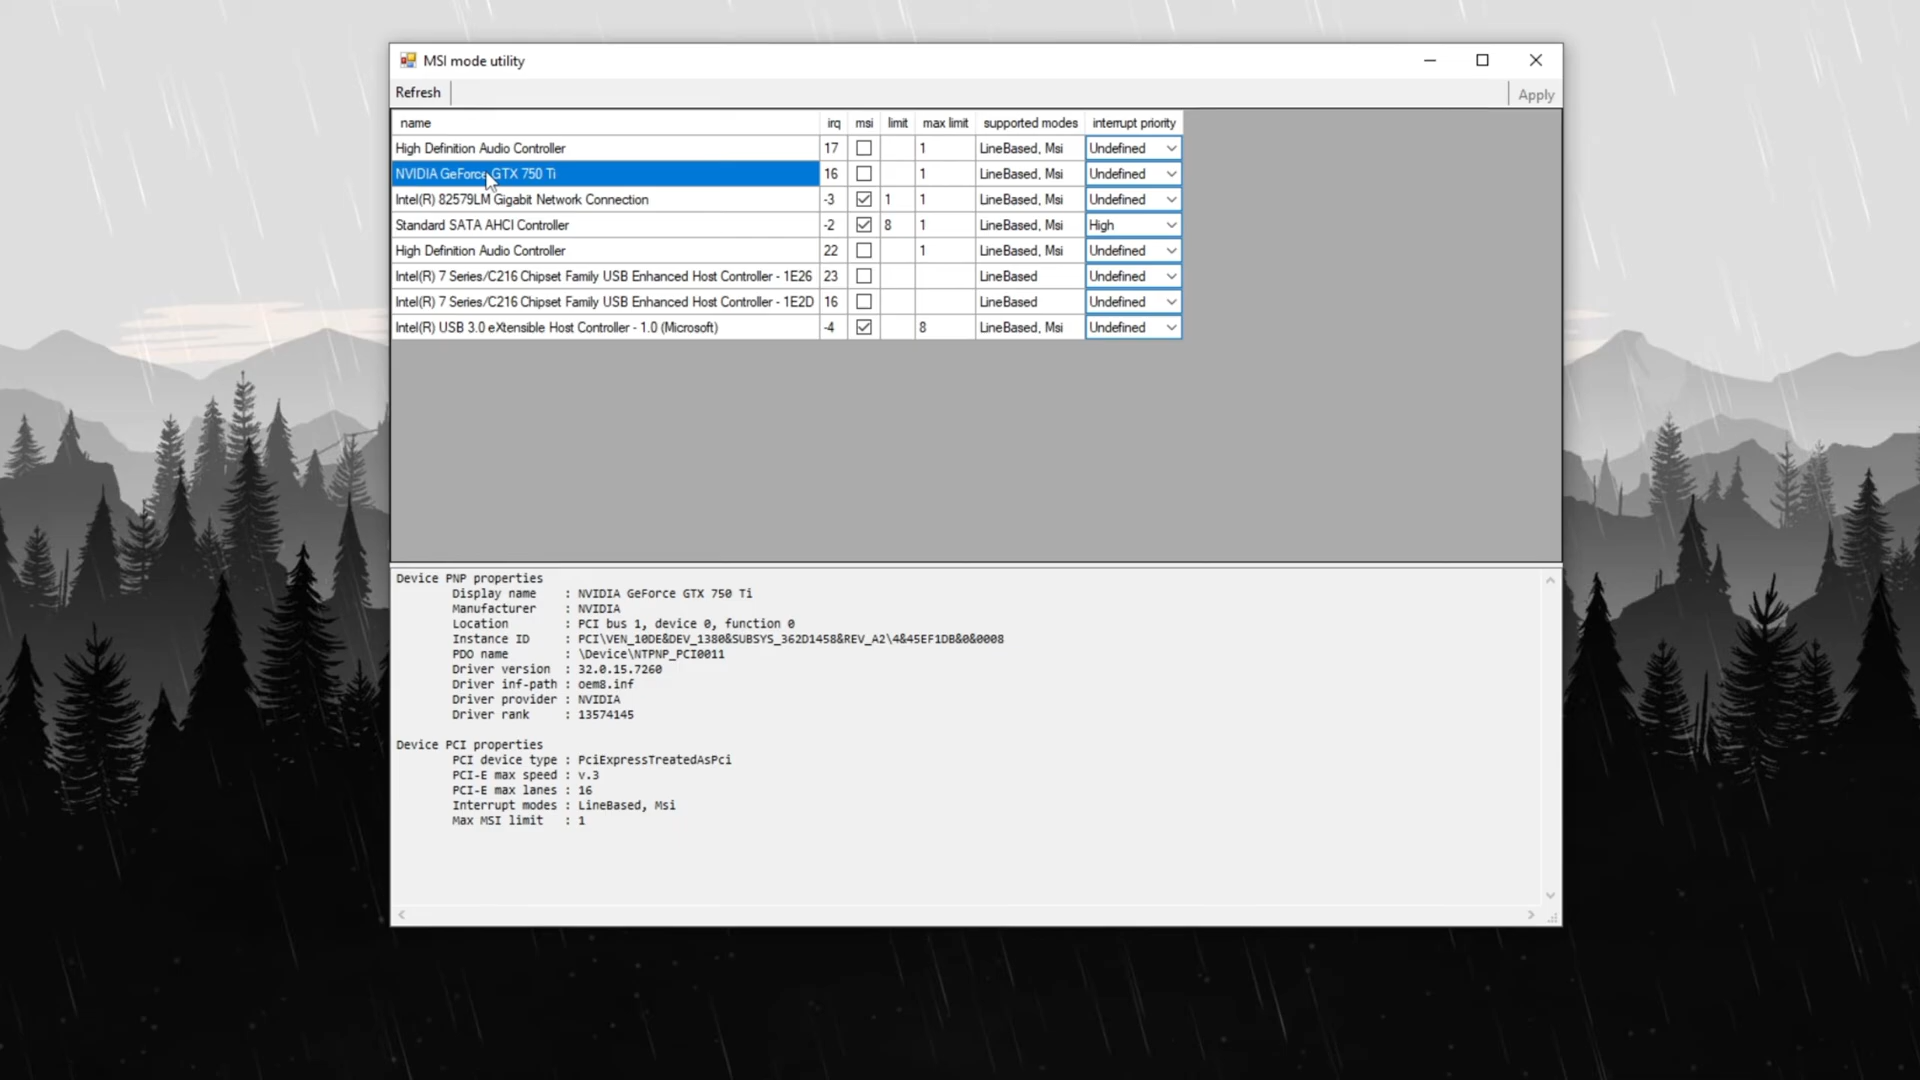 MSI mode utility
Refresh
Apply
name irq msi limit max limit supported modes interrupt priority
High Definition Audio Controller 17 1 LineBased, Msi Undefined
NVIDIA GeForce GTX 750 Ti 16 1 LineBased, Msi Undefined
Intel(R) 82579LM Gigabit Network Connection -3 1 1 LineBased, Msi Undefined
Standard SATA AHCI Controller -2 8 1 LineBased, Msi High
High Definition Audio Controller 22 1 LineBased, Msi Undefined
Intel(R) 7 Series/C216 Chipset Family USB Enhanced Host Controller - 1E26 23 LineBased Undefined
Intel(R) 7 Series/C216 Chipset Family USB Enhanced Host Controller - 1E2D 16 LineBased Undefined
Intel(R) USB 3.0 eXtensible Host Controller - 1.0 (Microsoft) -4 8 LineBased, Msi Undefined
Device PNP properties
Display name : NVIDIA GeForce GTX 750 Ti
Manufacturer : NVIDIA
Location : PCI bus 1, device 0, function 0
Instance ID : PCI\VEN_10DE&DEV_1380&SUBSYS_362D1458&REV_A2\4&45EF1DB&0&0008
PDO name : \Device\NTPNP_PCI0011
Driver version : 32.0.15.7260
Driver inf-path : oem8.inf
Driver provider : NVIDIA
Driver rank : 13574145
Device PCI properties
PCI device type : PciExpressTreatedAsPci
PCI-E max speed : v.3
PCI-E max lanes : 16
Interrupt modes : LineBased, Msi
Max MSI limit : 1